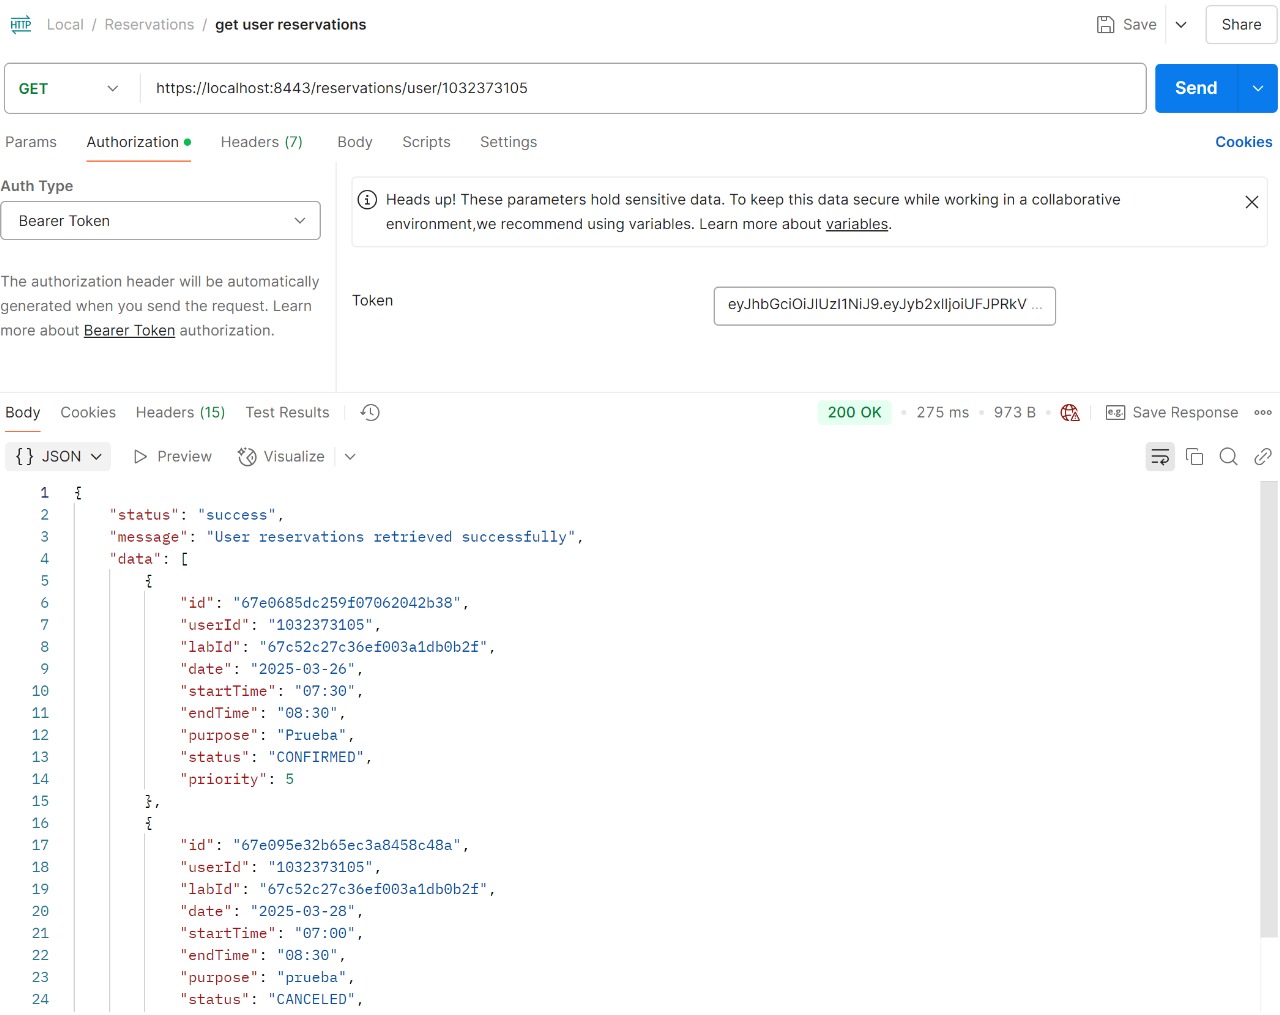 HTTP Local / Reservations / get user reservations Save Share
GET https://localhost:8443/reservations/user/1032373105 Send
Params Authorization Headers (7) Body Scripts Settings Cookies
Auth Type
Bearer Token
The authorization header will be automatically
generated when you send the request. Learn
more about Bearer Token authorization.
Heads up! These parameters hold sensitive data. To keep this data secure while working in a collaborative
environment,we recommend using variables. Learn more about variables.
Token eyJhbGciOiJIUzI1NiJ9.eyJyb2xlIjoiUFJPRkV ...
Body Cookies Headers (15) Test Results 200 OK 275 ms 973 B e.g. Save Response
{} JSON Preview Visualize
1 {
2 "status": "success",
3 "message": "User reservations retrieved successfully",
4 "data": [
5 {
6 "id": "67e0685dc259f07062042b38",
7 "userId": "1032373105",
8 "labId": "67c52c27c36ef003a1db0b2f",
9 "date": "2025-03-26",
10 "startTime": "07:30",
11 "endTime": "08:30",
12 "purpose": "Prueba",
13 "status": "CONFIRMED",
14 "priority": 5
15 },
16 {
17 "id": "67e095e32b65ec3a8458c48a",
18 "userId": "1032373105",
19 "labId": "67c52c27c36ef003a1db0b2f",
20 "date": "2025-03-28",
21 "startTime": "07:00",
22 "endTime": "08:30",
23 "purpose": "prueba",
24 "status": "CANCELED",